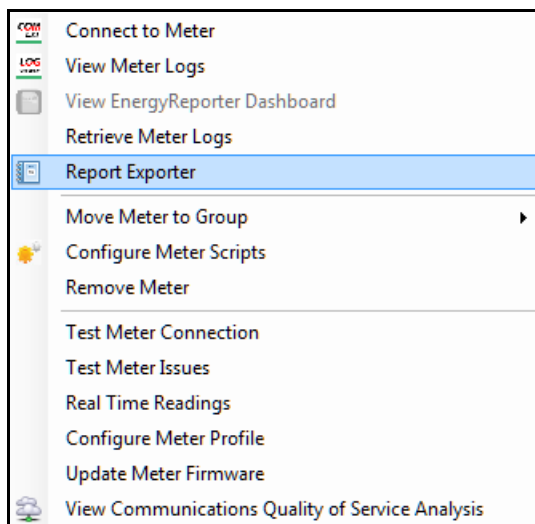 Connect to Meter
View Meter Logs
View EnergyReporter Dashboard
Retrieve Meter Logs
Report Exporter
Move Meter to Group
Configure Meter Scripts
Remove Meter
Test Meter Connection
Test Meter Issues
Real Time Readings
Configure Meter Profile
Update Meter Firmware
View Communications Quality of Service Analysis